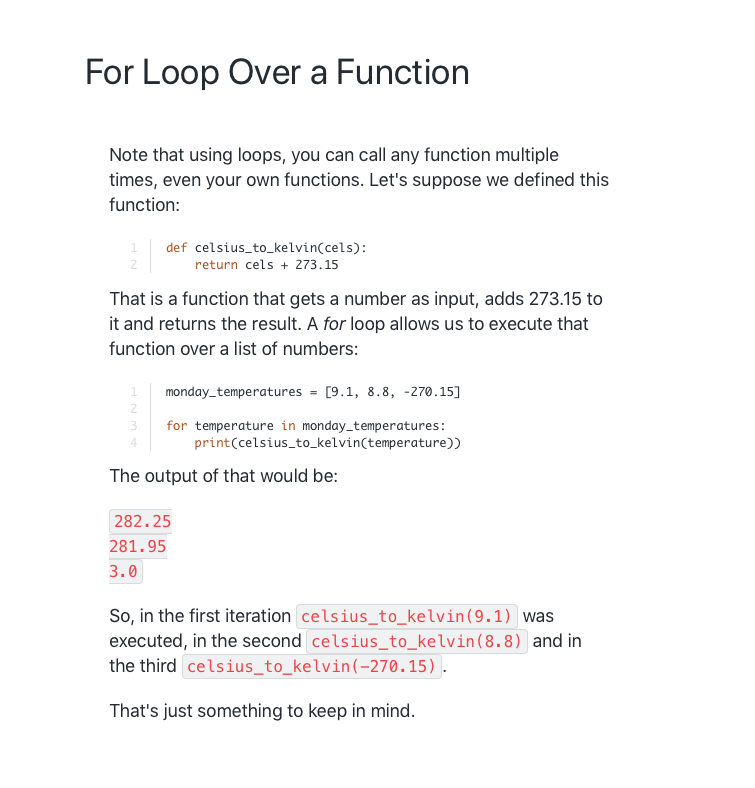 For Loop Over a Function
Note that using loops, you can call any function multiple
times, even your own functions. Let's suppose we defined this
function:
1 def celsius_to_kelvin(cels):
2     return cels + 273.15
That is a function that gets a number as input, adds 273.15 to
it and returns the result. A for loop allows us to execute that
function over a list of numbers:
1 monday_temperatures = [9.1, 8.8, -270.15]
2
3 for temperature in monday_temperatures:
4     print(celsius_to_kelvin(temperature))
The output of that would be:
282.25
281.95
3.0
So, in the first iteration celsius_to_kelvin(9.1) was
executed, in the second celsius_to_kelvin(8.8) and in
the third celsius_to_kelvin(-270.15).
That's just something to keep in mind.